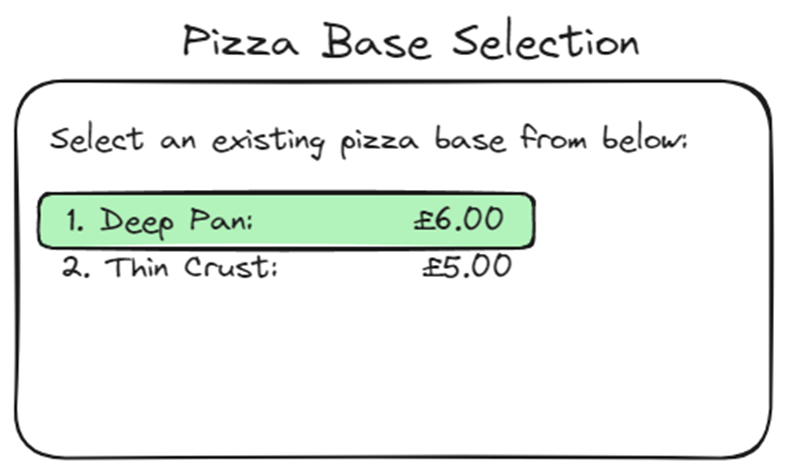 Pizza Base Selection
Select an existing pizza base from below:
1. Deep Pan: £6.00
2. Thin Crust: £5.00